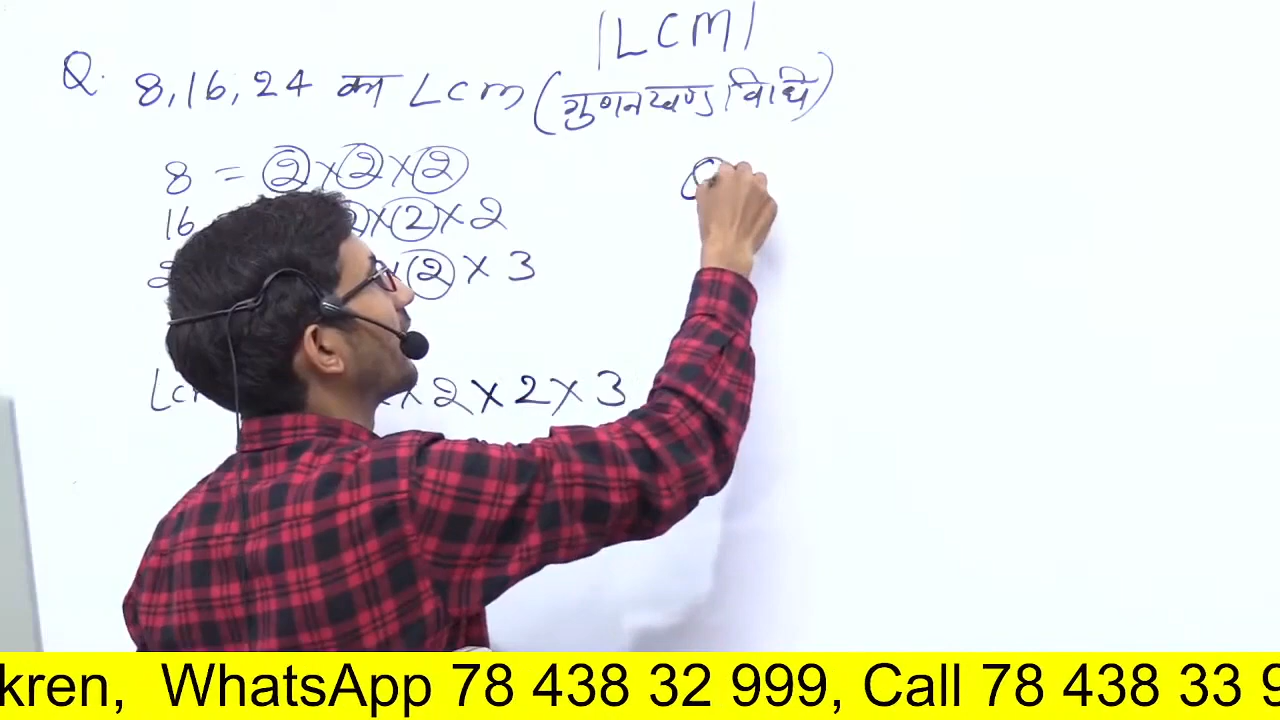 |LCM|
Q. 8, 16, 24 का Lcm (गुणनखण्ड विधि)
8 = 2 × 2 × 2
16 2 × 2 × 2
2 × 2 × 3
Lcm × 2 × 2 × 3
Q
kren, WhatsApp 78 438 32 999, Call 78 438 33 9